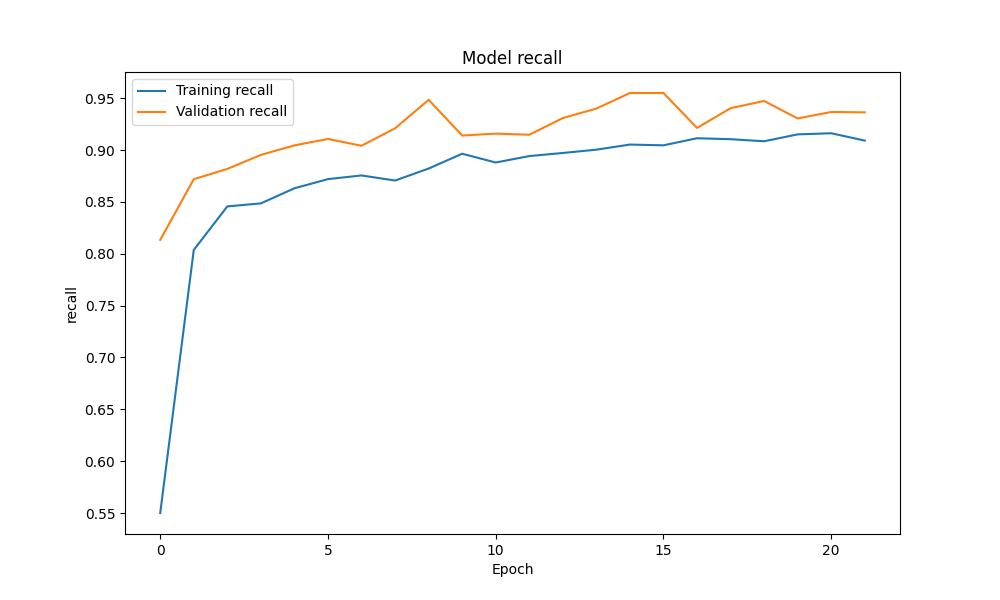 Model recall
Training recall
Validation recall
0.95
0.90
0.85
0.80
0.75
0.70
0.65
0.60
0.55
recall
0 5 10 15 20
Epoch